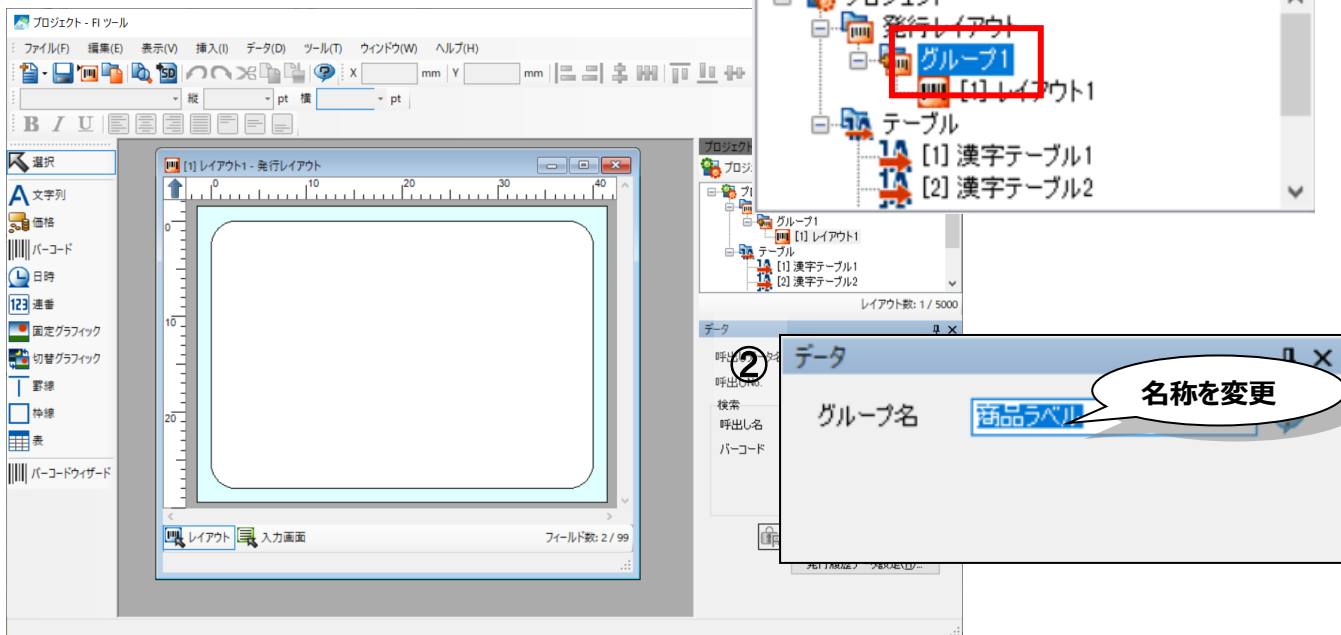 プロジェクト - FI ツール
ファイル(F) 編集(E) 表示(V) 挿入(I) データ(D) ツール(T) ウィンドウ(W) ヘルプ(H)
SD X mm Y mm
縦 pt 横 pt
B I U
選択
文字列
価格
バーコード
日時
123 連番
固定グラフィック
切替グラフィック
罫線
枠線
表
バーコードウィザード
[1] レイアウト1 - 発行レイアウト
0 10 20 30 40
0
10
20
レイアウト 入力画面 フィールド数: 2 / 99
グループ1
[1] レイアウト1
テーブル
[1] 漢字テーブル1
[2] 漢字テーブル2
レイアウト数: 1 / 5000
データ
検索
呼出し名
バーコード
プロジェクト
発行レイアウト
グループ1
[1] レイアウト1
テーブル
[1] 漢字テーブル1
[2] 漢字テーブル2
②
データ
グループ名 商品ラベル
名称を変更